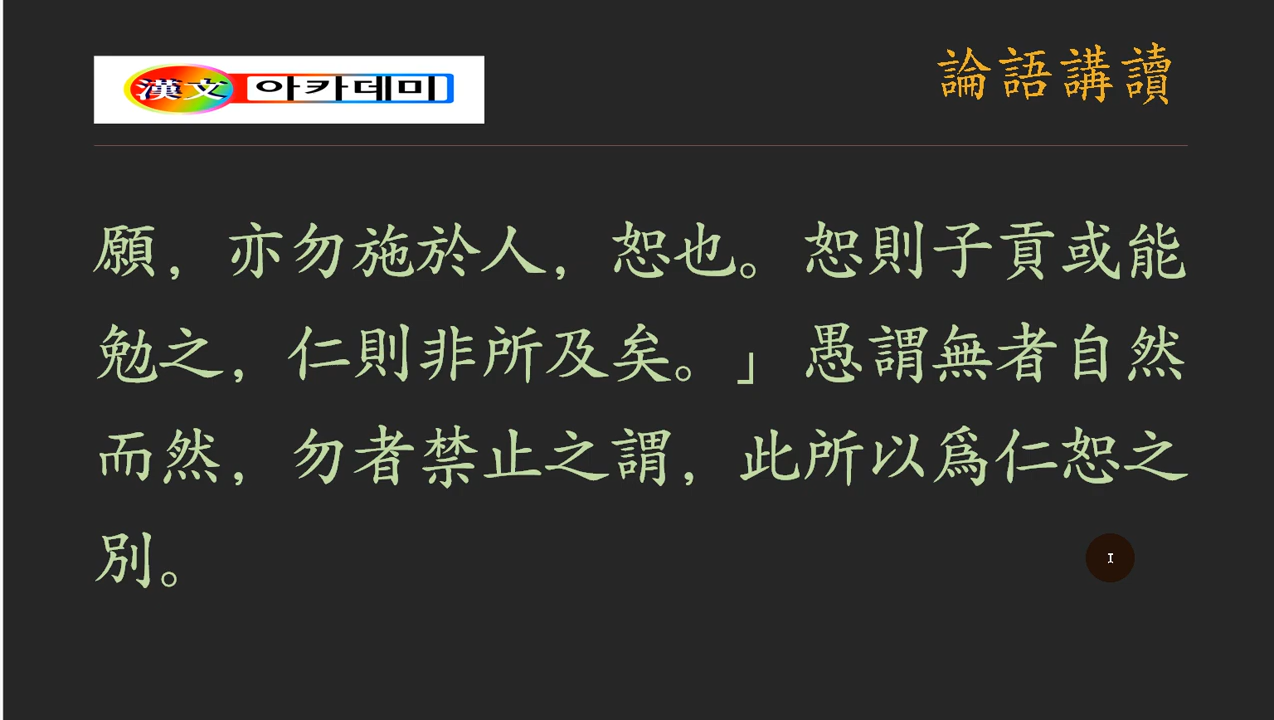 漢文 아카데미
論語講讀
願，亦勿施於人，恕也。恕則子貢或能
勉之，仁則非所及矣。」愚謂無者自然
而然，勿者禁止之謂，此所以爲仁恕之
別。